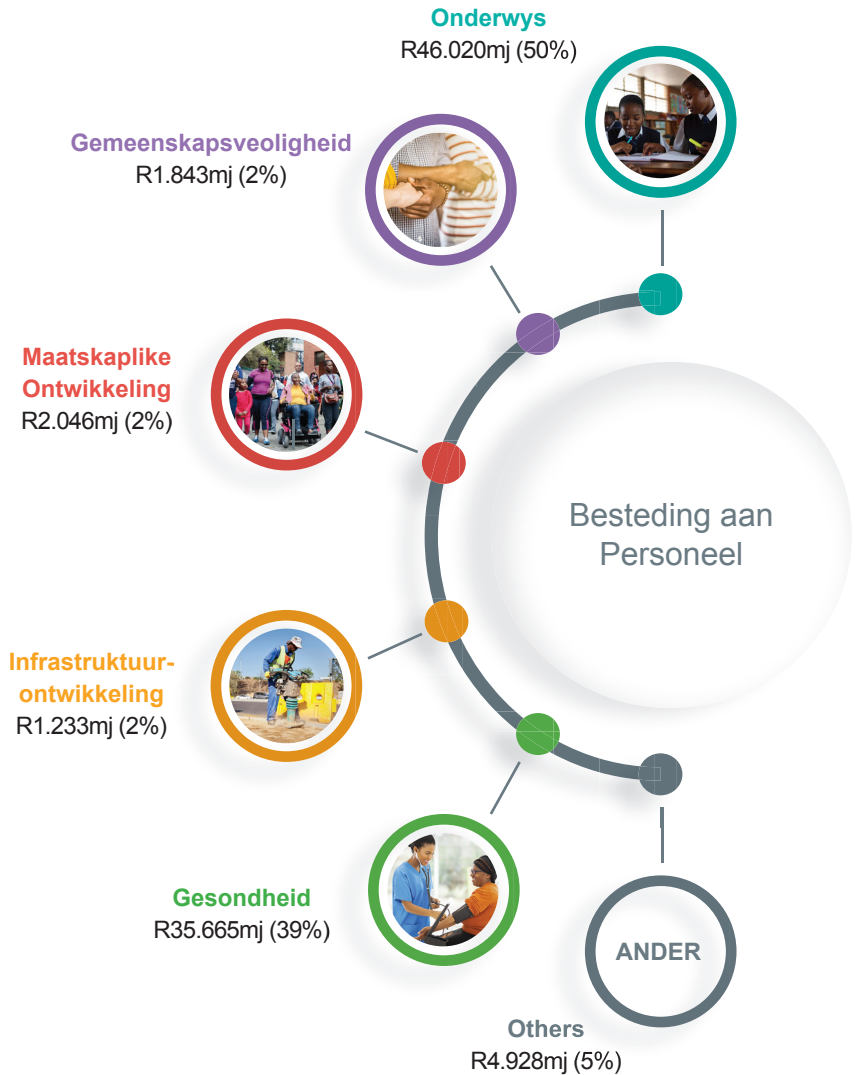 Onderwys
R46.020mj (50%)
Gemeenskapsveoligheid
R1.843mj (2%)
Maatskaplike
Ontwikkeling
R2.046mj (2%)
Besteding aan
Personeel
Infrastruktuur-
ontwikkeling
R1.233mj (2%)
Gesondheid
R35.665mj (39%)
ANDER
Others
R4.928mj (5%)